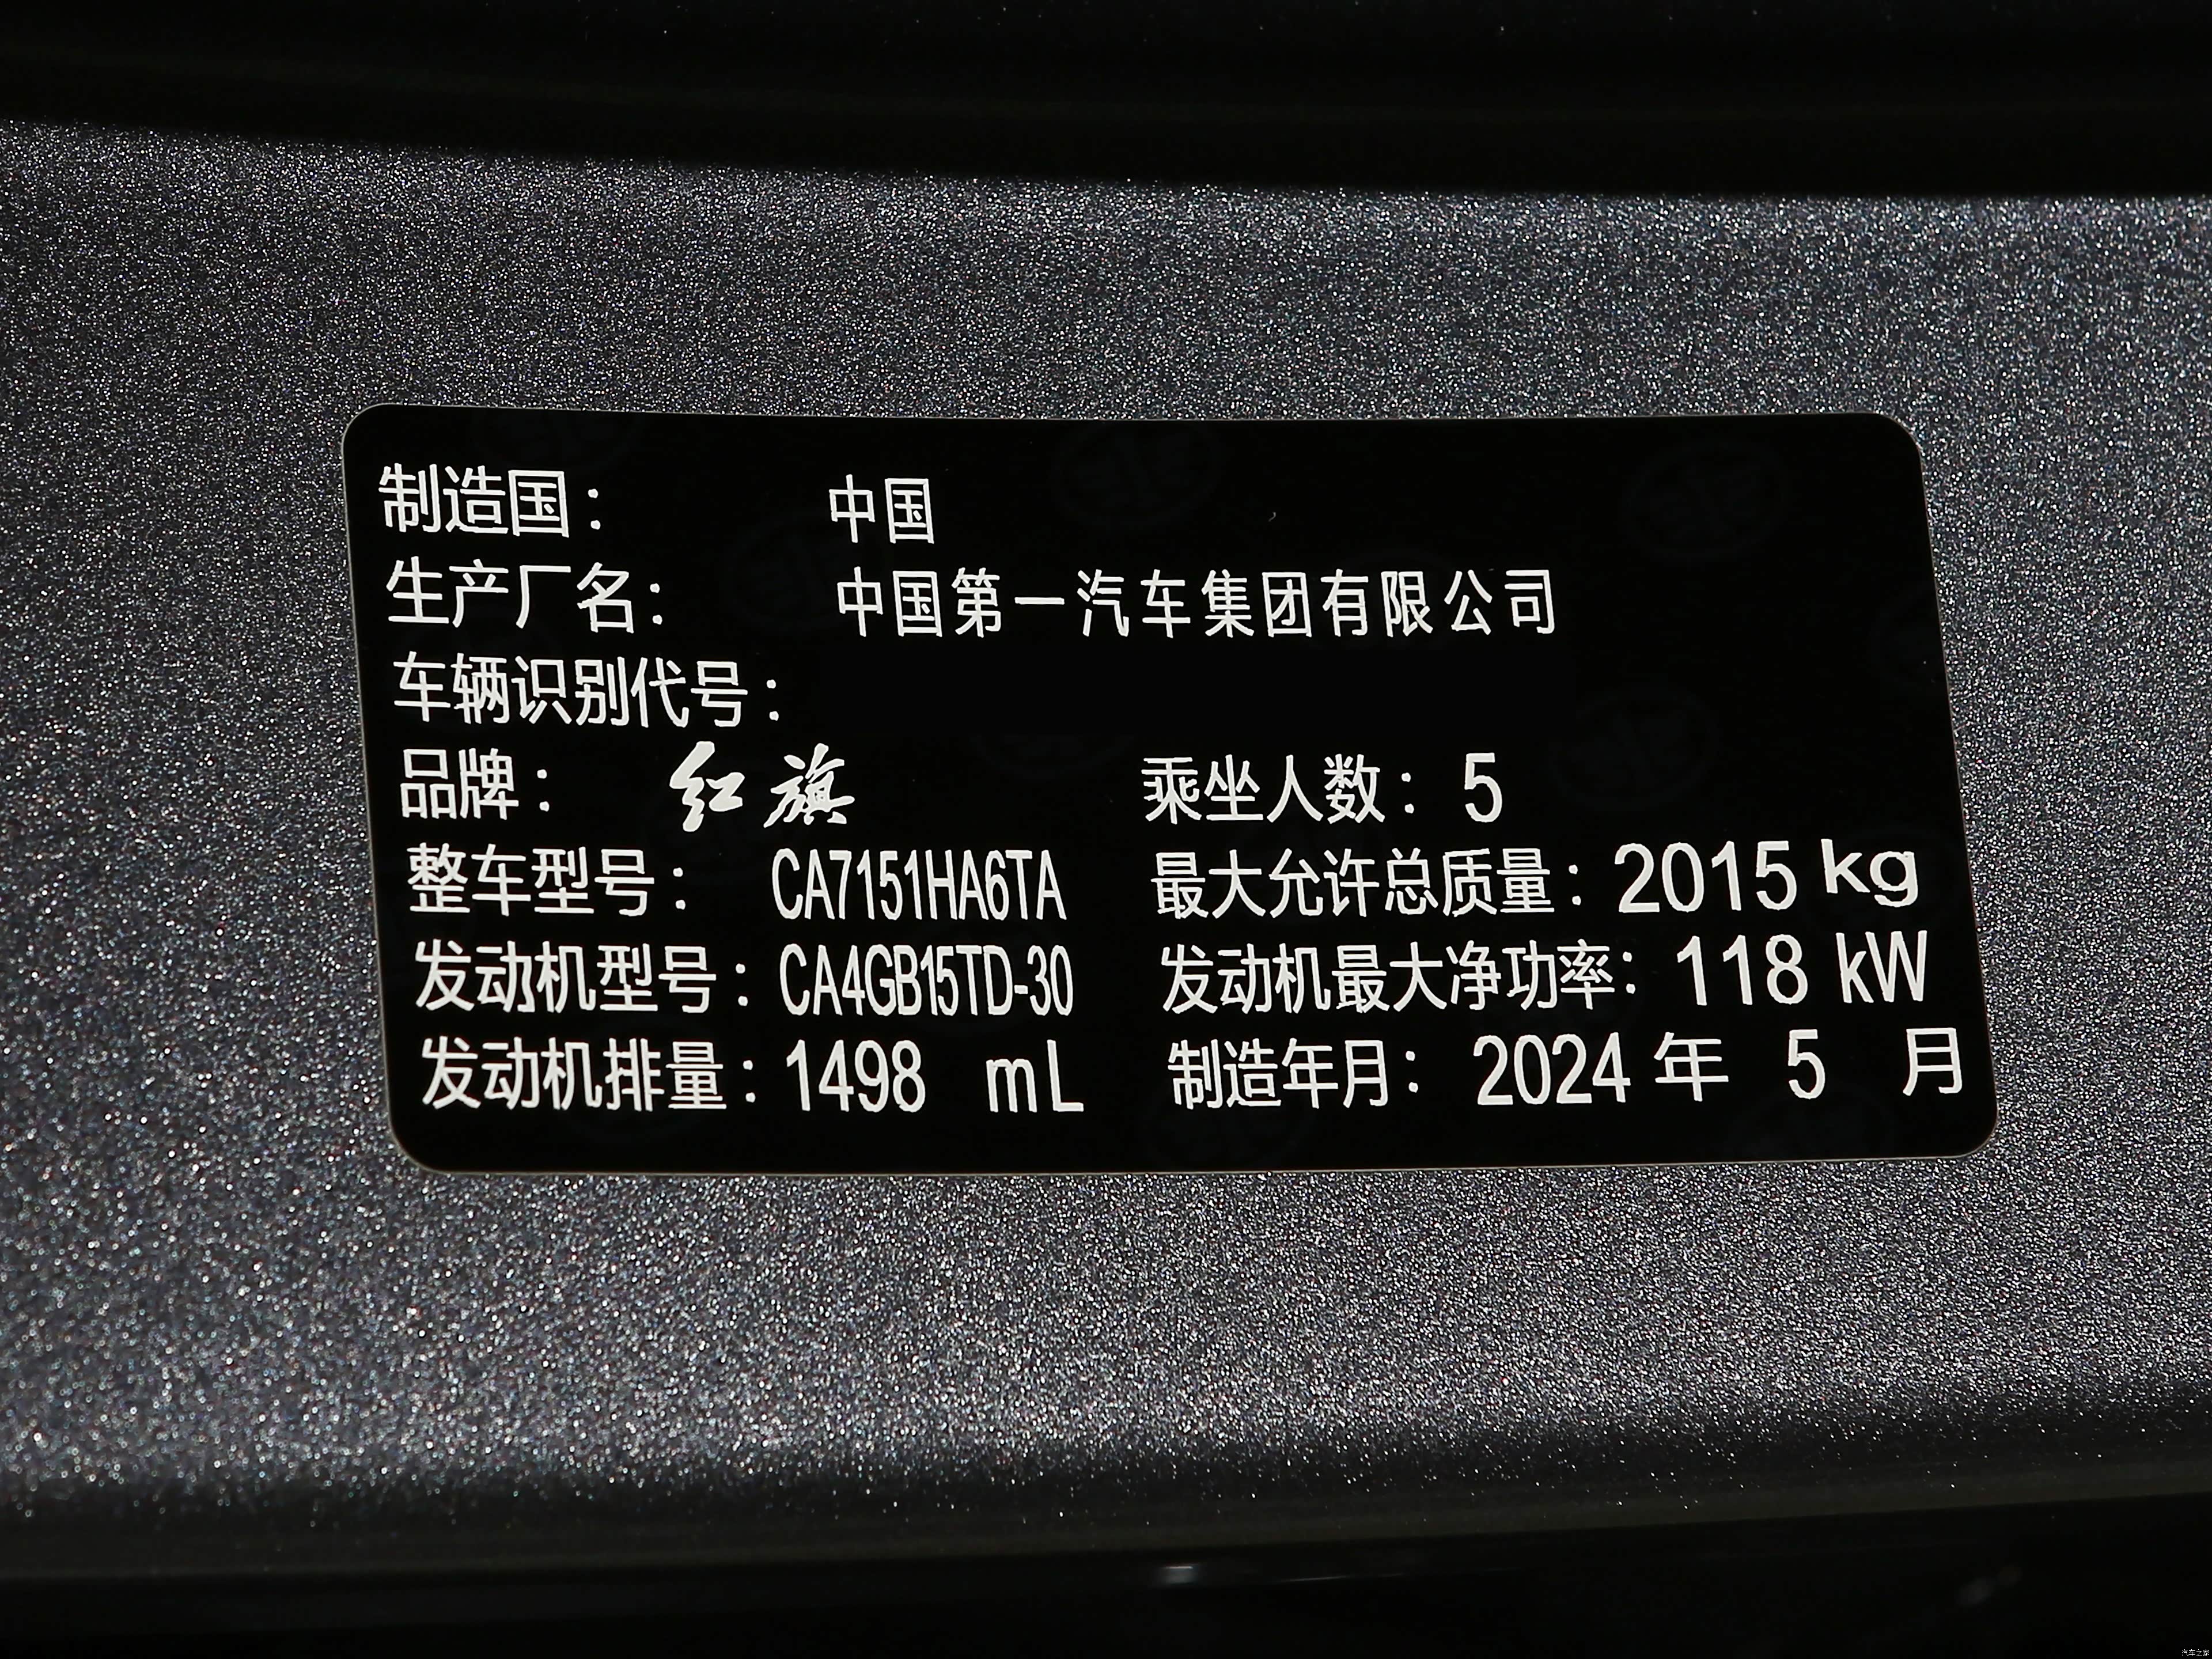 制造国： 中国
生产厂名： 中国第一汽车集团有限公司
车辆识别代号：
品牌： 红旗 乘坐人数：5
整车型号： CA7151HA6TA 最大允许总质量：2015 kg
发动机型号：CA4GB15TD-30 发动机最大净功率：118 kW
发动机排量：1498 mL 制造年月：2024 年 5 月
汽车之家